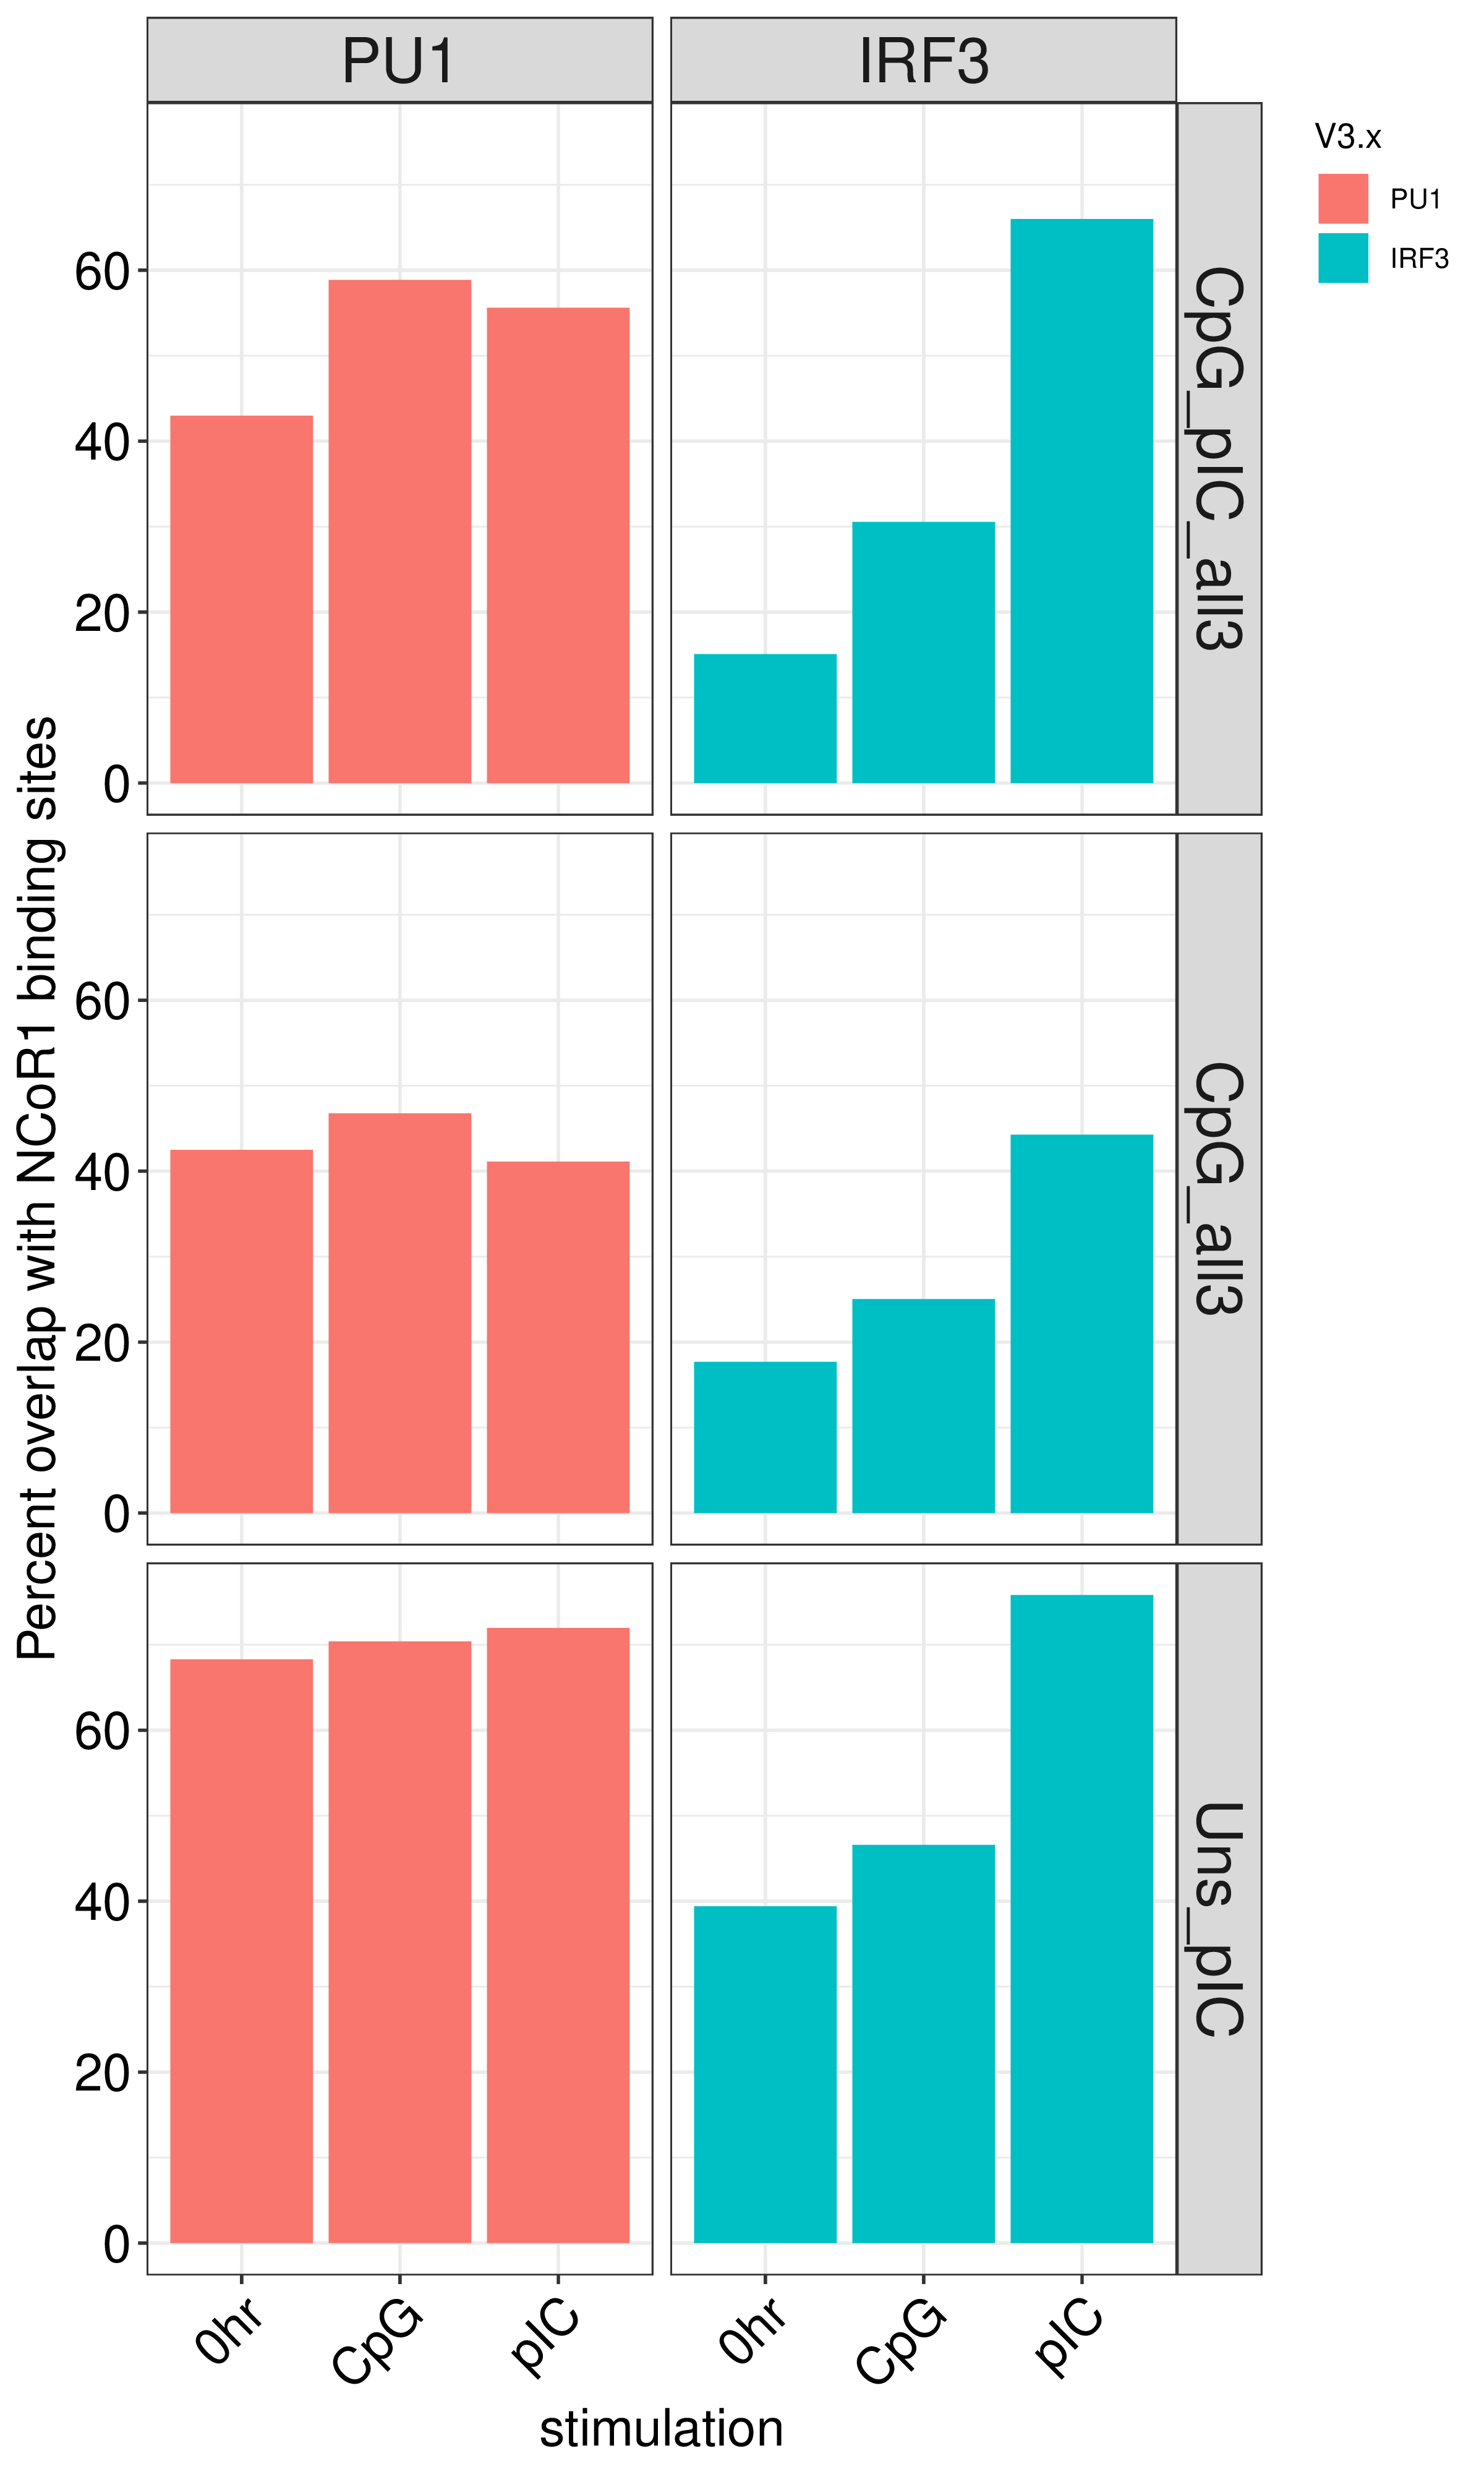 PU1
IRF3
V3.x
PU1
IRF3
CpG_pIC_all3
60
40
20
0
Percent overlap with NCoR1 binding sites
CpG_all3
60
40
20
0
Uns_pIC
60
40
20
0
0hr
CpG
pIC
0hr
CpG
pIC
stimulation